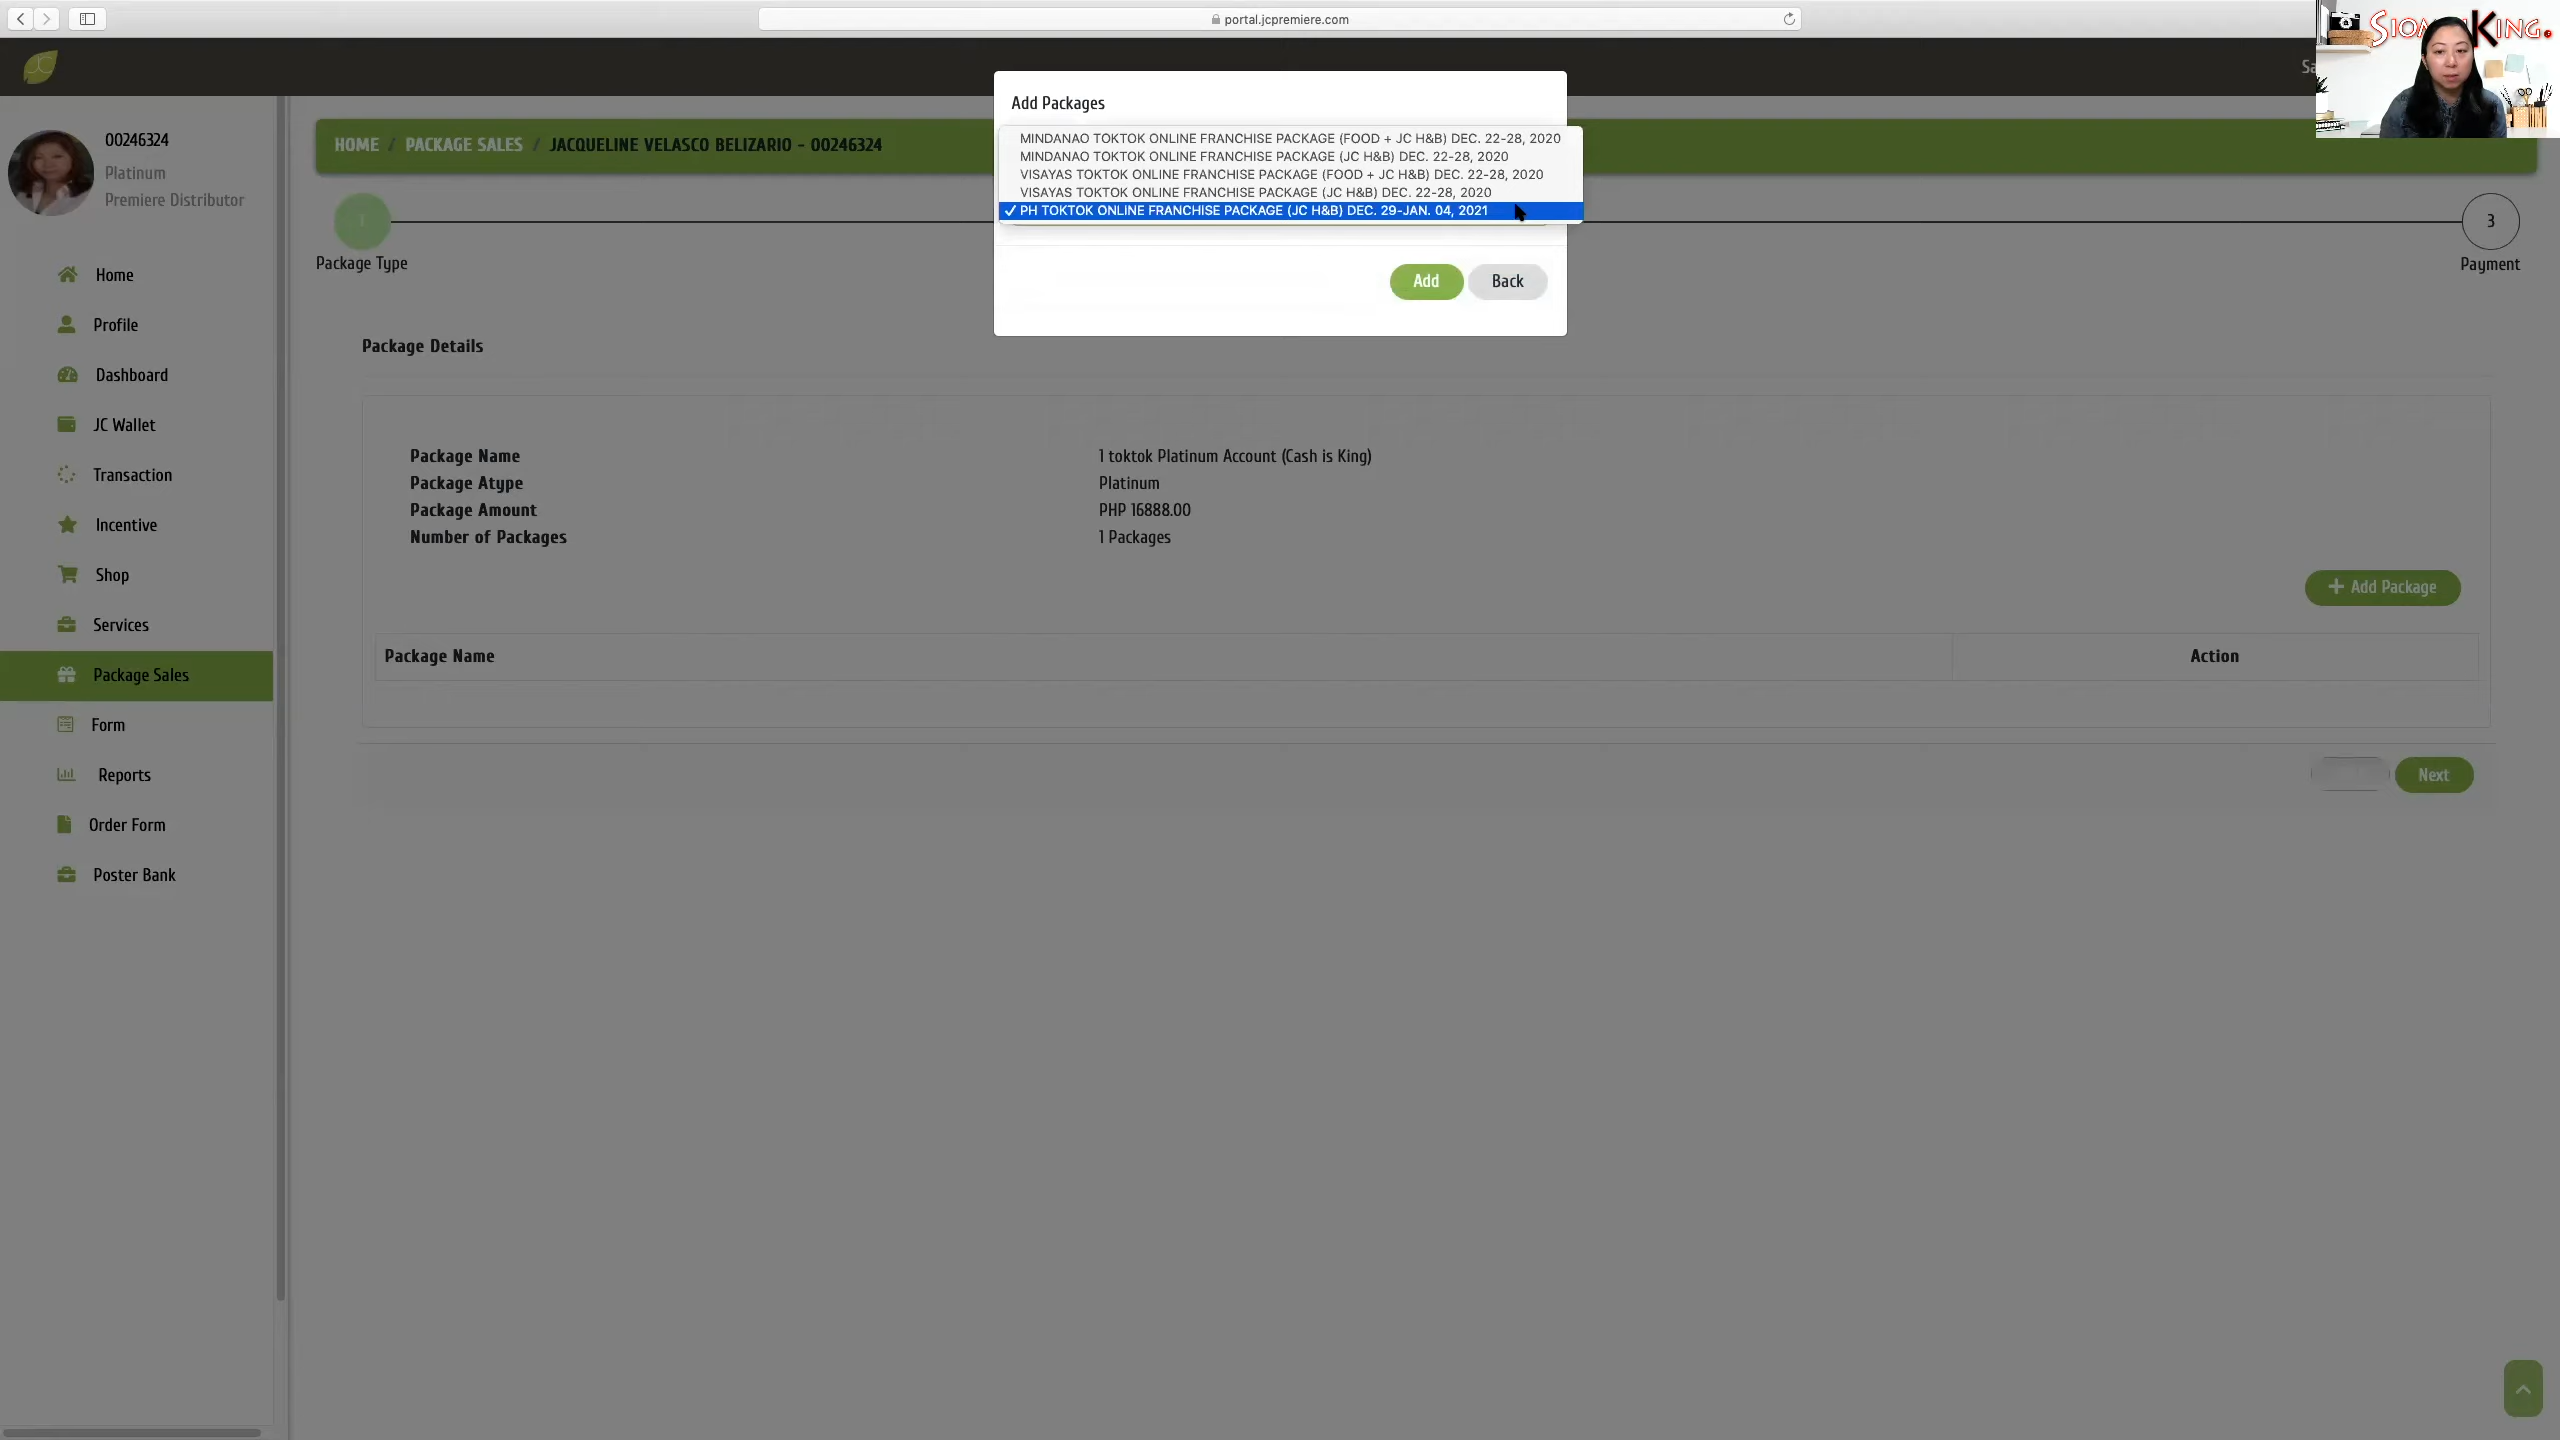 portal.jcpremiere.com
SIOMAI KING.
JC
Sa
00246324
Platinum
Premiere Distributor
Home
Profile
Dashboard
JC Wallet
Transaction
Incentive
Shop
Services
Package Sales
Form
Reports
Order Form
Poster Bank
HOME / PACKAGE SALES / JACQUELINE VELASCO BELIZARIO - 00246324
1
Package Type
3
Payment
Add Packages
MINDANAO TOKTOK ONLINE FRANCHISE PACKAGE (FOOD + JC H&B) DEC. 22-28, 2020
MINDANAO TOKTOK ONLINE FRANCHISE PACKAGE (JC H&B) DEC. 22-28, 2020
VISAYAS TOKTOK ONLINE FRANCHISE PACKAGE (FOOD + JC H&B) DEC. 22-28, 2020
VISAYAS TOKTOK ONLINE FRANCHISE PACKAGE (JC H&B) DEC. 22-28, 2020
✓ PH TOKTOK ONLINE FRANCHISE PACKAGE (JC H&B) DEC. 29-JAN. 04, 2021
Add Back
Package Details
Package Name 1 toktok Platinum Account (Cash is King)
Package Atype Platinum
Package Amount PHP 16888.00
Number of Packages 1 Packages
+ Add Package
Package Name Action
Next